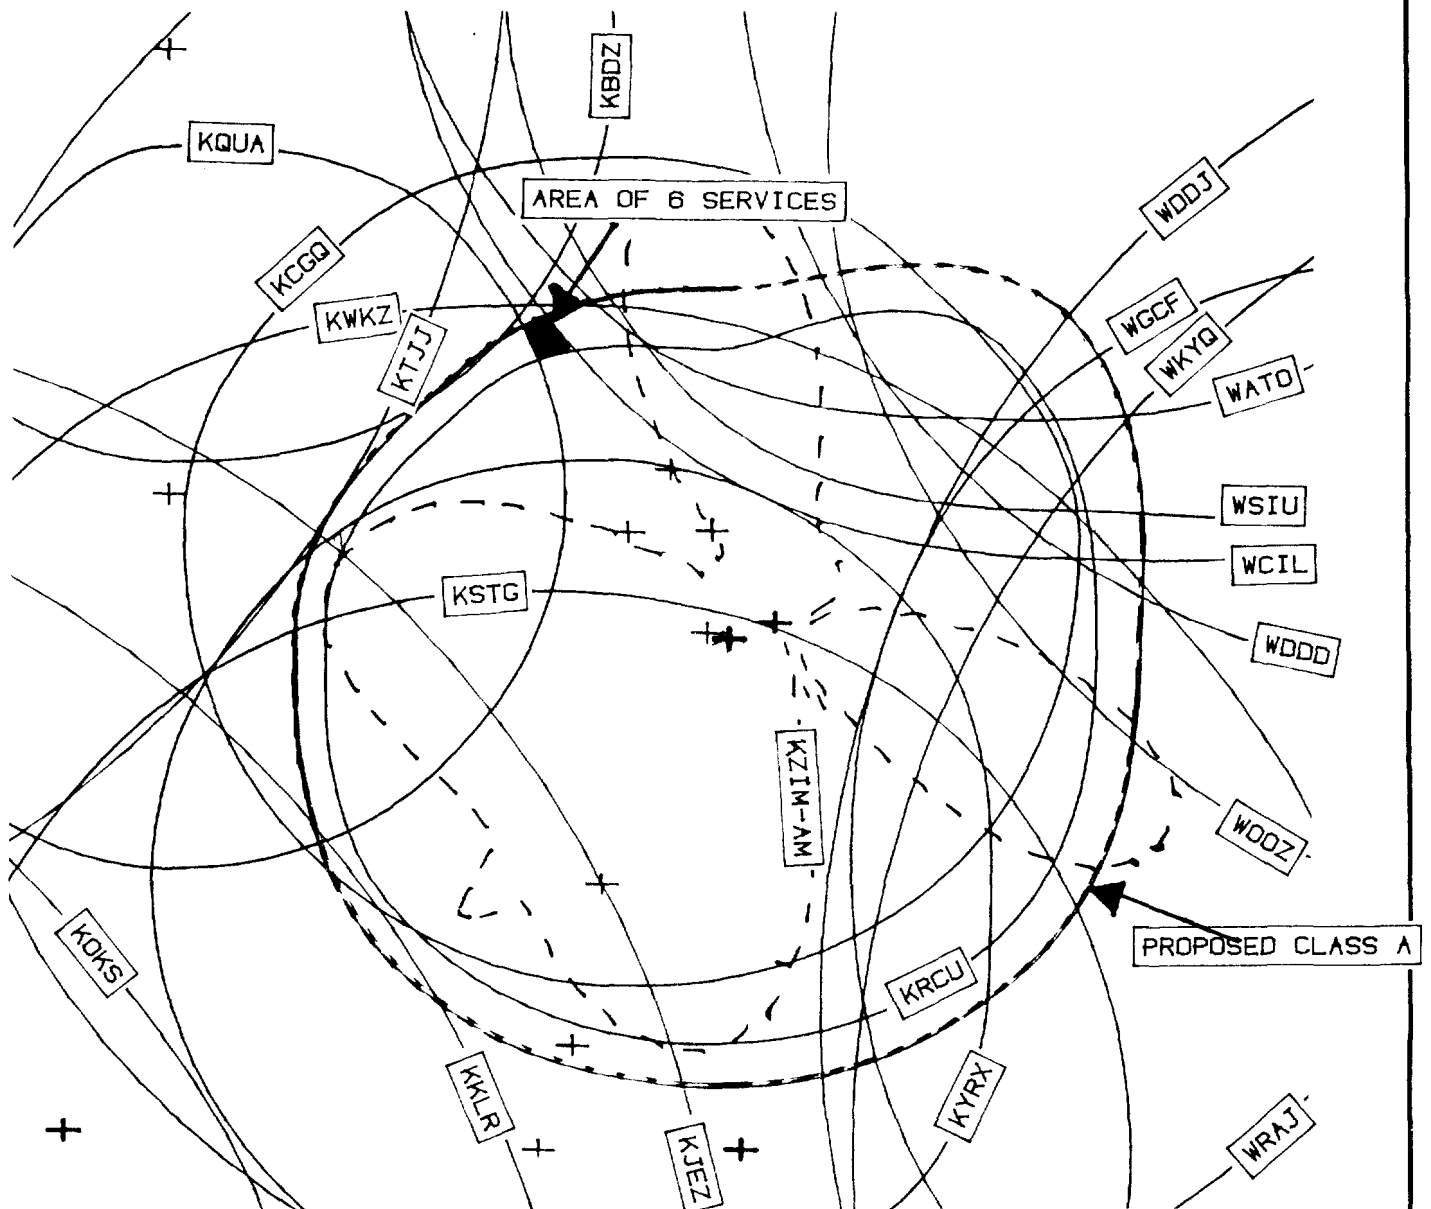 KBDZ
KQUA
AREA OF 6 SERVICES
WDDJ
KCGQ
KWKZ
WGCF
KTJJ
WKYQ
WATO
WSIU
WCIL
KSTG
WDDD
KZIM-AM
WOOZ
KOKS
PROPOSED CLASS A
KRCU
KKLR
KYRX
KJEZ
WRAJ